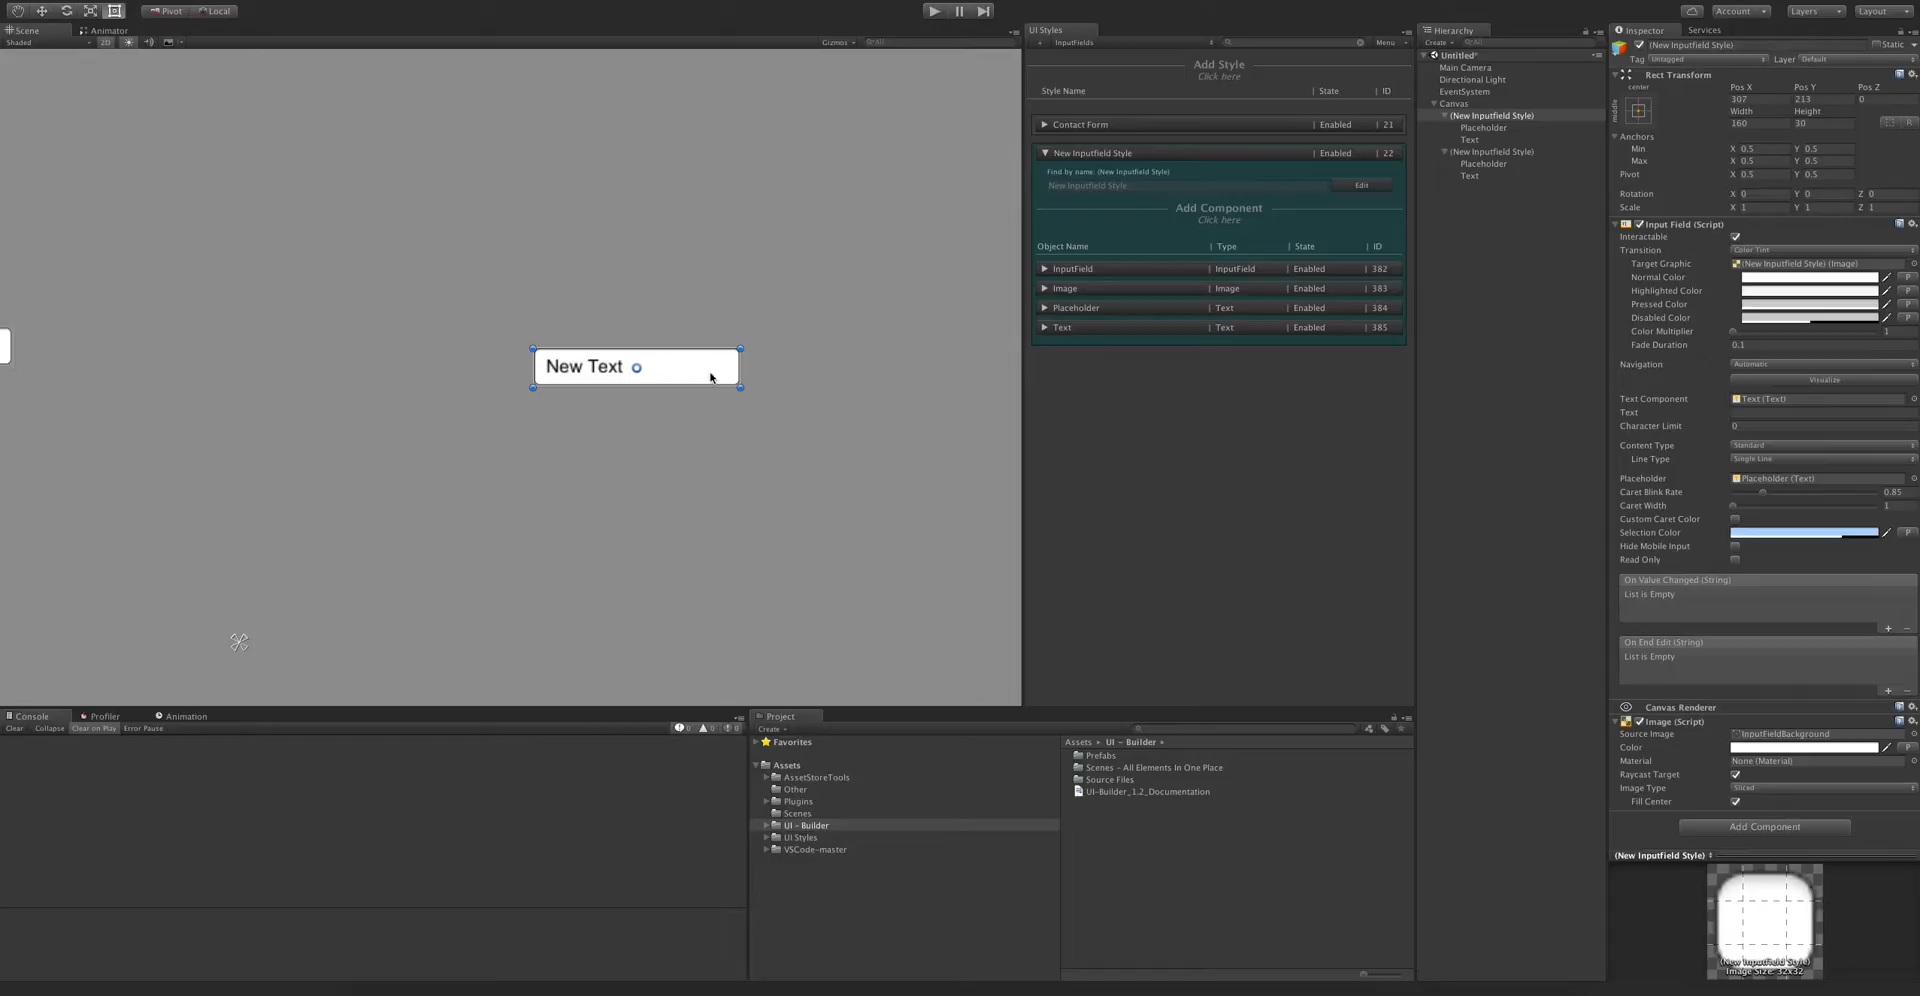 Pivot Local Account Layers Layout
Scene Animator
Shaded 2D Gizmos All
New Text
UI Styles
InputFields Menu
Add Style
Click here
Style Name | State | ID
Contact Form | Enabled | 21
New Inputfield Style | Enabled | 22
Find by name: (New Inputfield Style)
New Inputfield Style Edit
Add Component
Click here
Object Name | Type | State | ID
InputField | InputField | Enabled | 382
Image | Image | Enabled | 383
Placeholder | Text | Enabled | 384
Text | Text | Enabled | 385
Hierarchy
Create All
Untitled*
Main Camera
Directional Light
EventSystem
Canvas
(New Inputfield Style)
Placeholder
Text
(New Inputfield Style)
Placeholder
Text
Inspector Services
(New Inputfield Style) Static
Tag Untagged Layer Default
Rect Transform
center
middle
Pos X Pos Y Pos Z
307 213 0
Width Height
160 30
R
Anchors
Min X 0.5 Y 0.5
Max X 0.5 Y 0.5
Pivot X 0.5 Y 0.5
Rotation X 0 Y 0 Z 0
Scale X 1 Y 1 Z 1
Input Field (Script)
Interactable
Transition Color Tint
Target Graphic (New Inputfield Style) (Image)
Normal Color P
Highlighted Color P
Pressed Color P
Disabled Color P
Color Multiplier 1
Fade Duration 0.1
Navigation Automatic
Visualize
Text Component Text (Text)
Text
Character Limit 0
Content Type Standard
Line Type Single Line
Placeholder Placeholder (Text)
Caret Blink Rate 0.85
Caret Width 1
Custom Caret Color
Selection Color P
Hide Mobile Input
Read Only
On Value Changed (String)
List is Empty
On End Edit (String)
List is Empty
Canvas Renderer
Image (Script)
Source Image InputFieldBackground
Color P
Material None (Material)
Raycast Target
Image Type Sliced
Fill Center
Add Component
(New Inputfield Style)
(New Inputfield Style)
Image Size: 32x32
Console Profiler Animation
Clear Collapse Clear on Play Error Pause 0 0 0
Project
Create
Favorites
Assets
AssetStoreTools
Other
Plugins
Scenes
UI - Builder
UI Styles
VSCode-master
Assets UI - Builder
Prefabs
Scenes - All Elements In One Place
Source Files
UI-Builder_1.2_Documentation